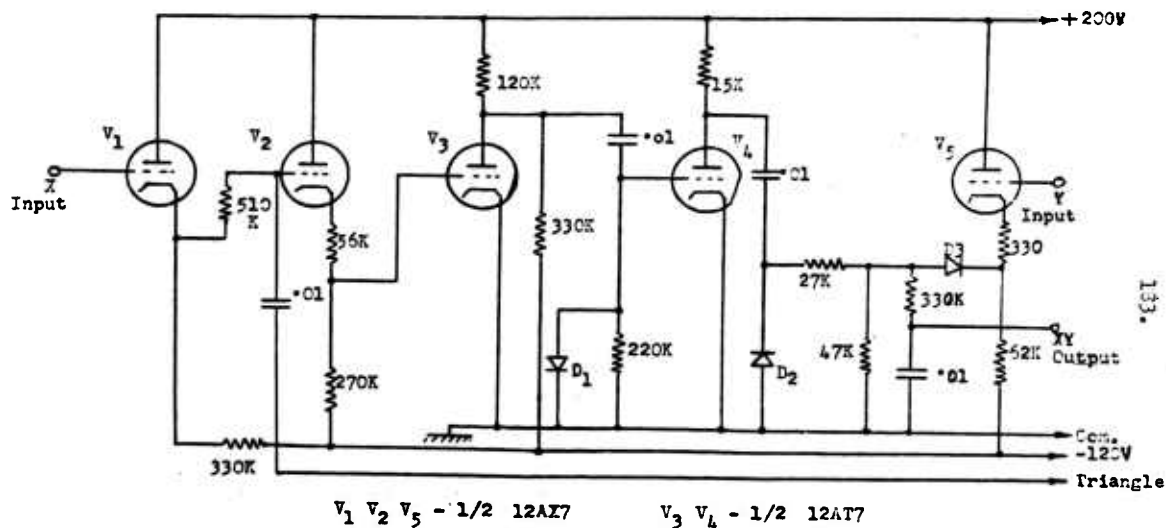 +200V
120K
15K
V1
V2
V3
V4
V5
.01
X
Input
510
K
56K
330K
.01
Y
Input
330
D3
27K
330K
.01
220K
47K
XY
Output
.01
D1
D2
270K
Com.
-120V
330K
Triangle
V1 V2 V5 - 1/2 12AX7 V3 V4 - 1/2 12AT7
133.